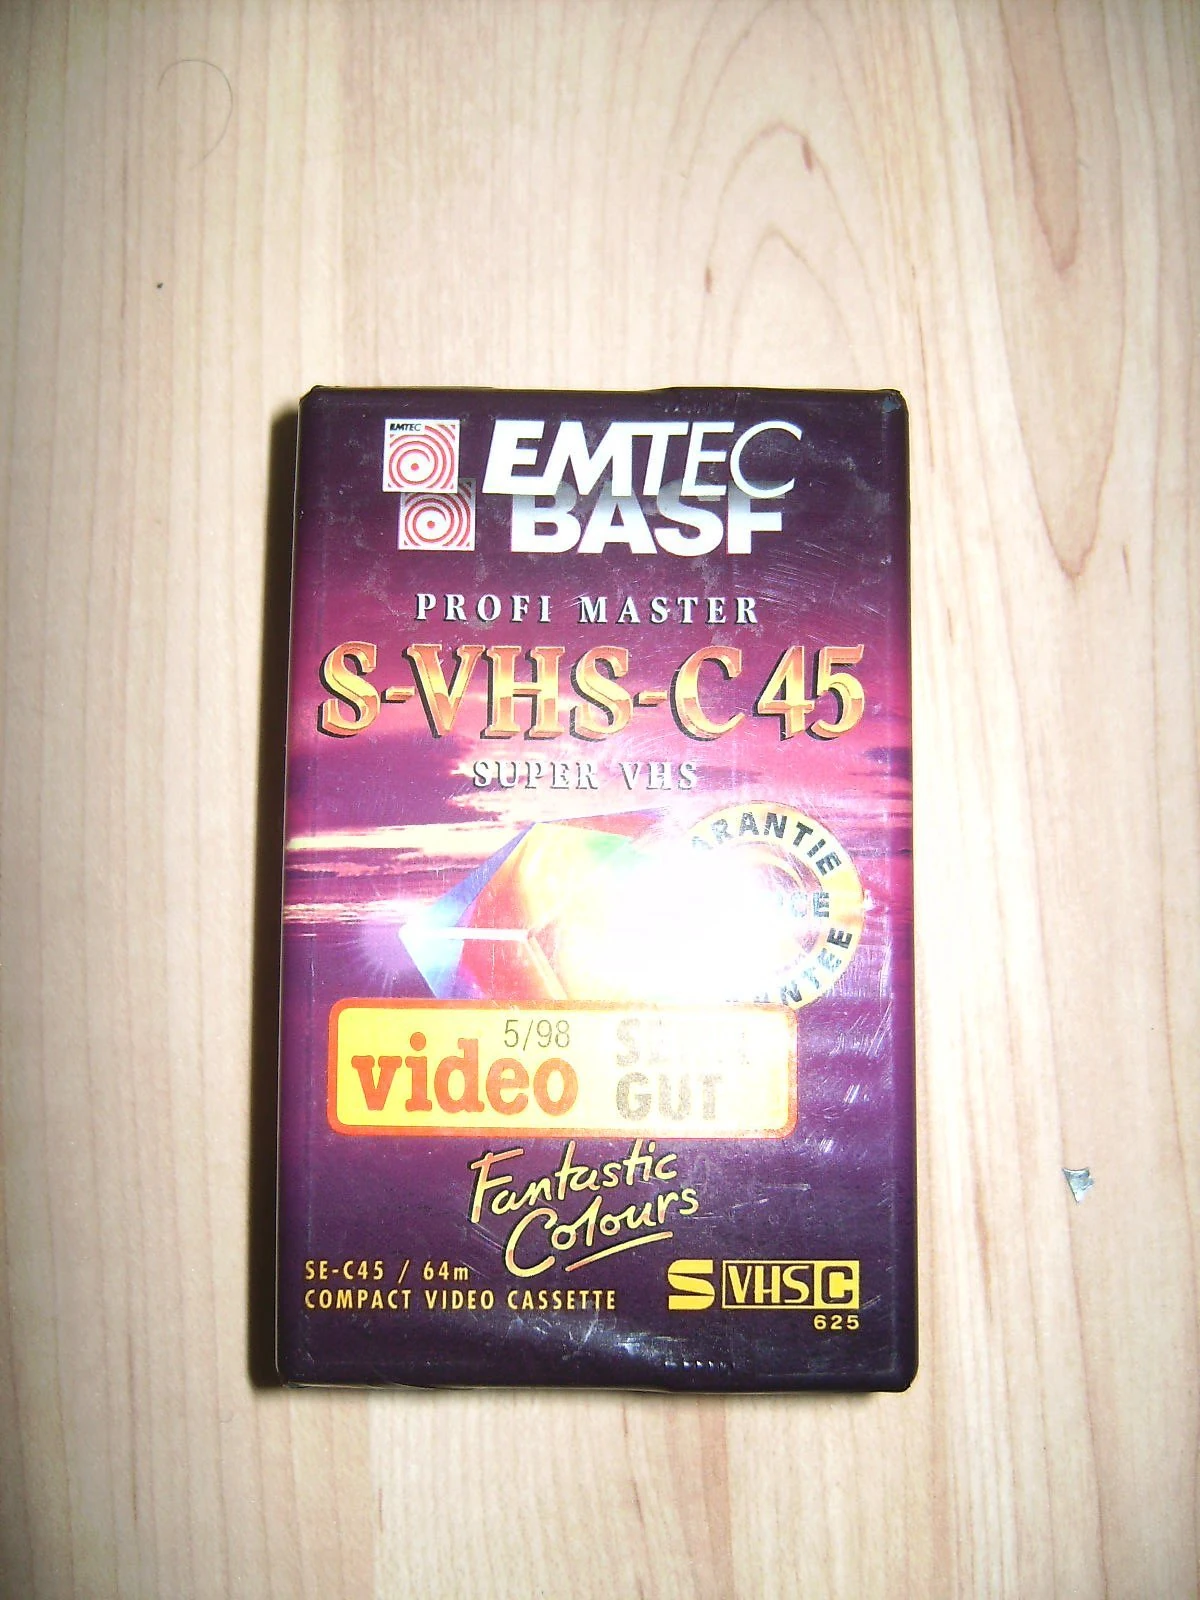 EMTEC
EMTEC
BASF
PROFI MASTER
S-VHS-C 45
SUPER VHS
5/98
video
GUT
Fantastic
Colours
SE-C45 / 64m
COMPACT VIDEO CASSETTE
S VHS C
625